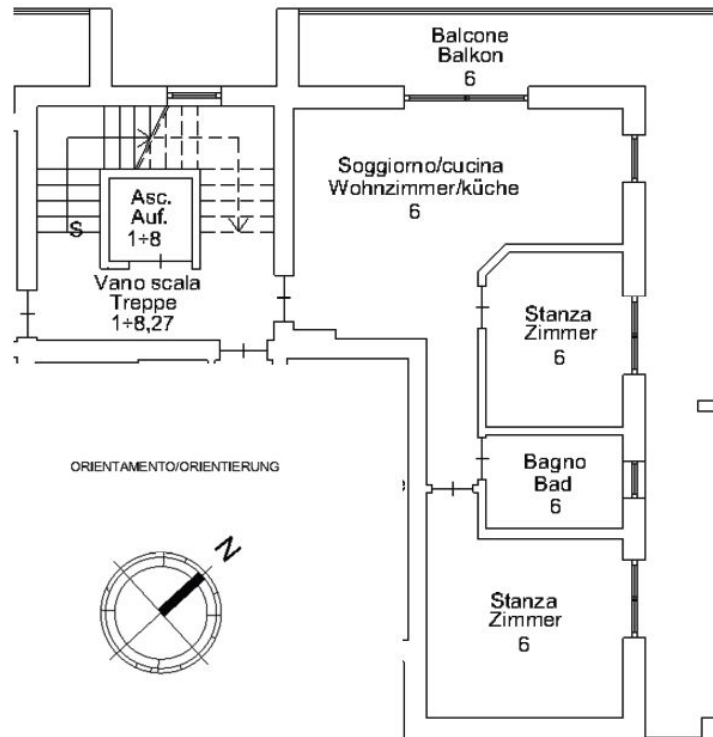 Balcone
Balkon
6
Soggiorno/cucina
Wohnzimmer/küche
6
Asc.
Auf.
1÷8
S
Vano scala
Treppe
1÷8,27
Stanza
Zimmer
6
Bagno
Bad
6
ORIENTAMENTO/ORIENTIERUNG
N
Stanza
Zimmer
6